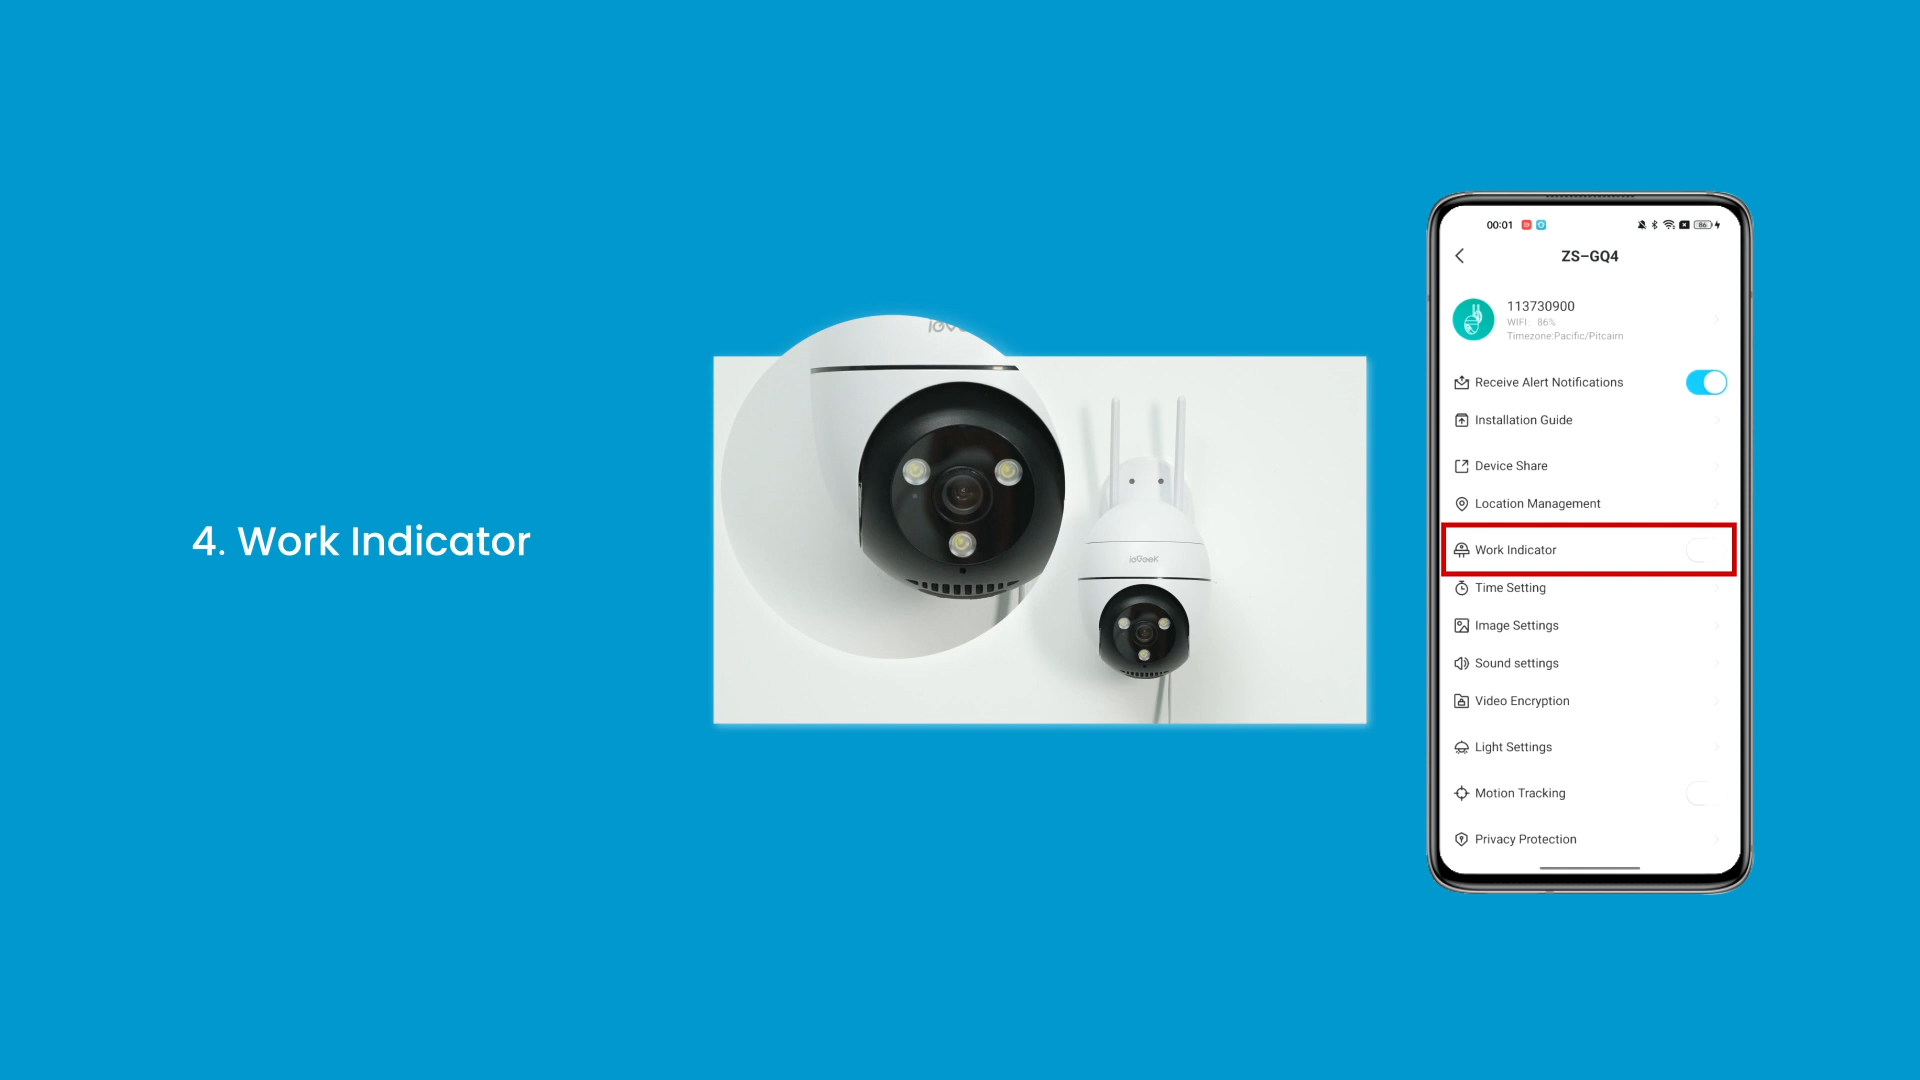 4. Work Indicator
ieGeek
00:01
86
ZS-GQ4
113730900
WIFI: 86%
Timezone:Pacific/Pitcairn
Receive Alert Notifications
Installation Guide
Device Share
Location Management
Work Indicator
Time Setting
Image Settings
Sound settings
Video Encryption
Light Settings
Motion Tracking
Privacy Protection